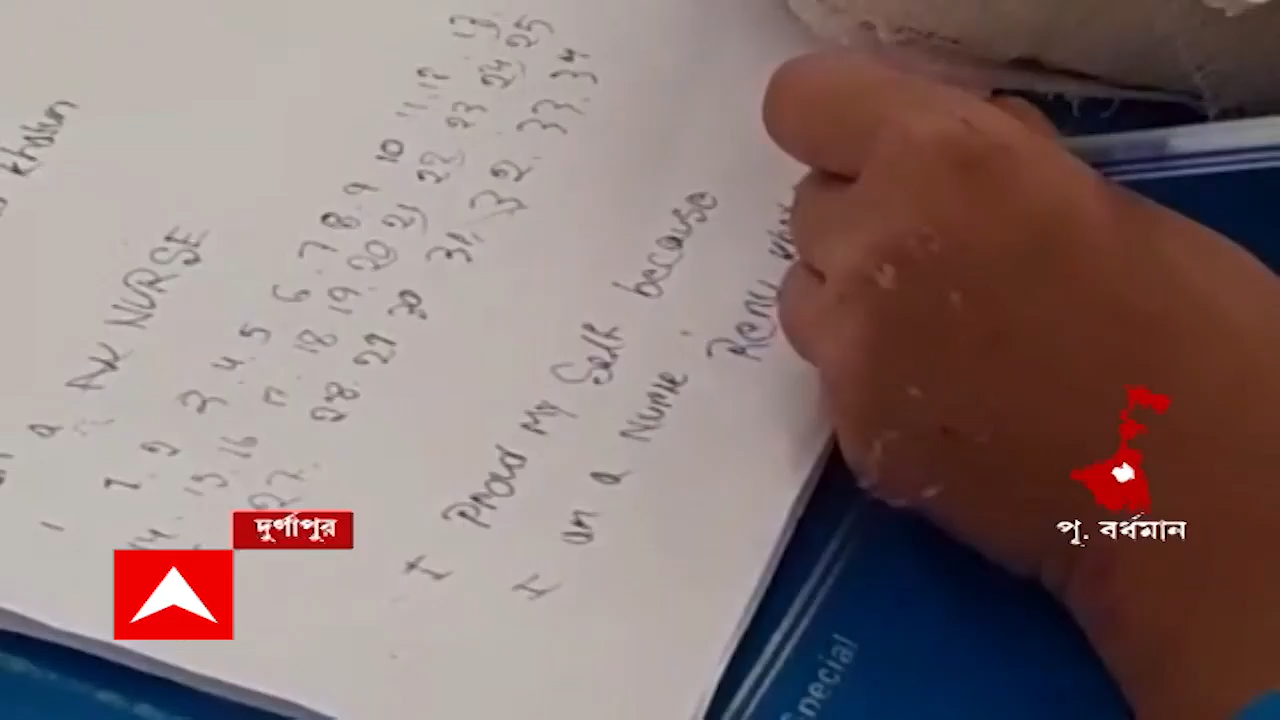 khatun
a NURSE
1. 2 3. 4. 5 6. 7 8. 9 10 11. 12 13
14. 15. 16 17 18 19. 20 21 22 23 24 25
27. 28. 29 30 31. 32. 33. 34
I Proud My Self because
I am a Nurse. Renu
দুর্গাপুর
পূ. বর্ধমান
Special